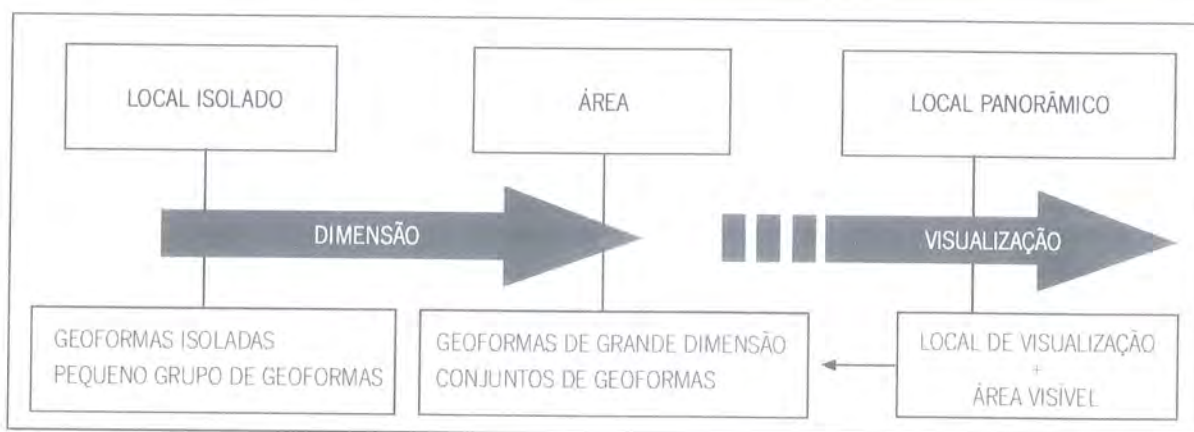 LOCAL ISOLADO
ÁREA
LOCAL PANORÂMICO
DIMENSÃO
VISUALIZAÇÃO
GEOFORMAS ISOLADAS
PEQUENO GRUPO DE GEOFORMAS
GEOFORMAS DE GRANDE DIMENSÃO
CONJUNTOS DE GEOFORMAS
LOCAL DE VISUALIZAÇÃO
+
ÁREA VISÍVEL